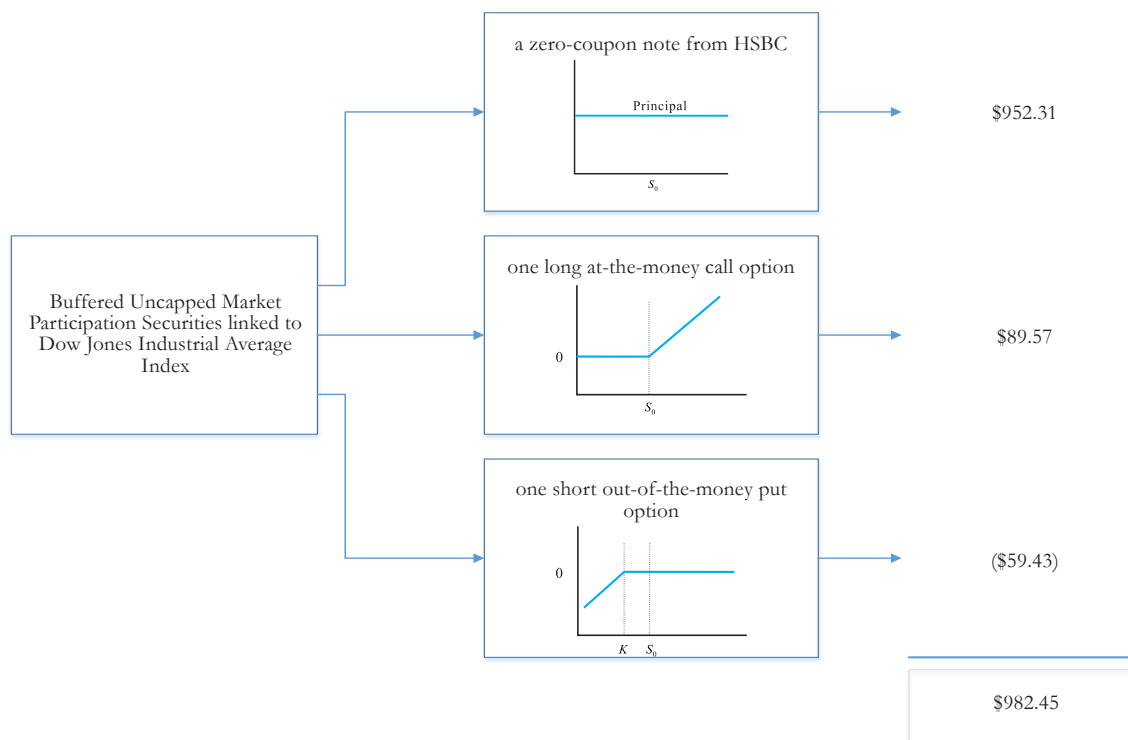 a zero-coupon note from HSBC
Principal
S₀
$952.31
Buffered Uncapped Market
Participation Securities linked to
Dow Jones Industrial Average
Index
one long at-the-money call option
0
S₀
$89.57
one short out-of-the-money put
option
0
K S₀
($59.43)
$982.45